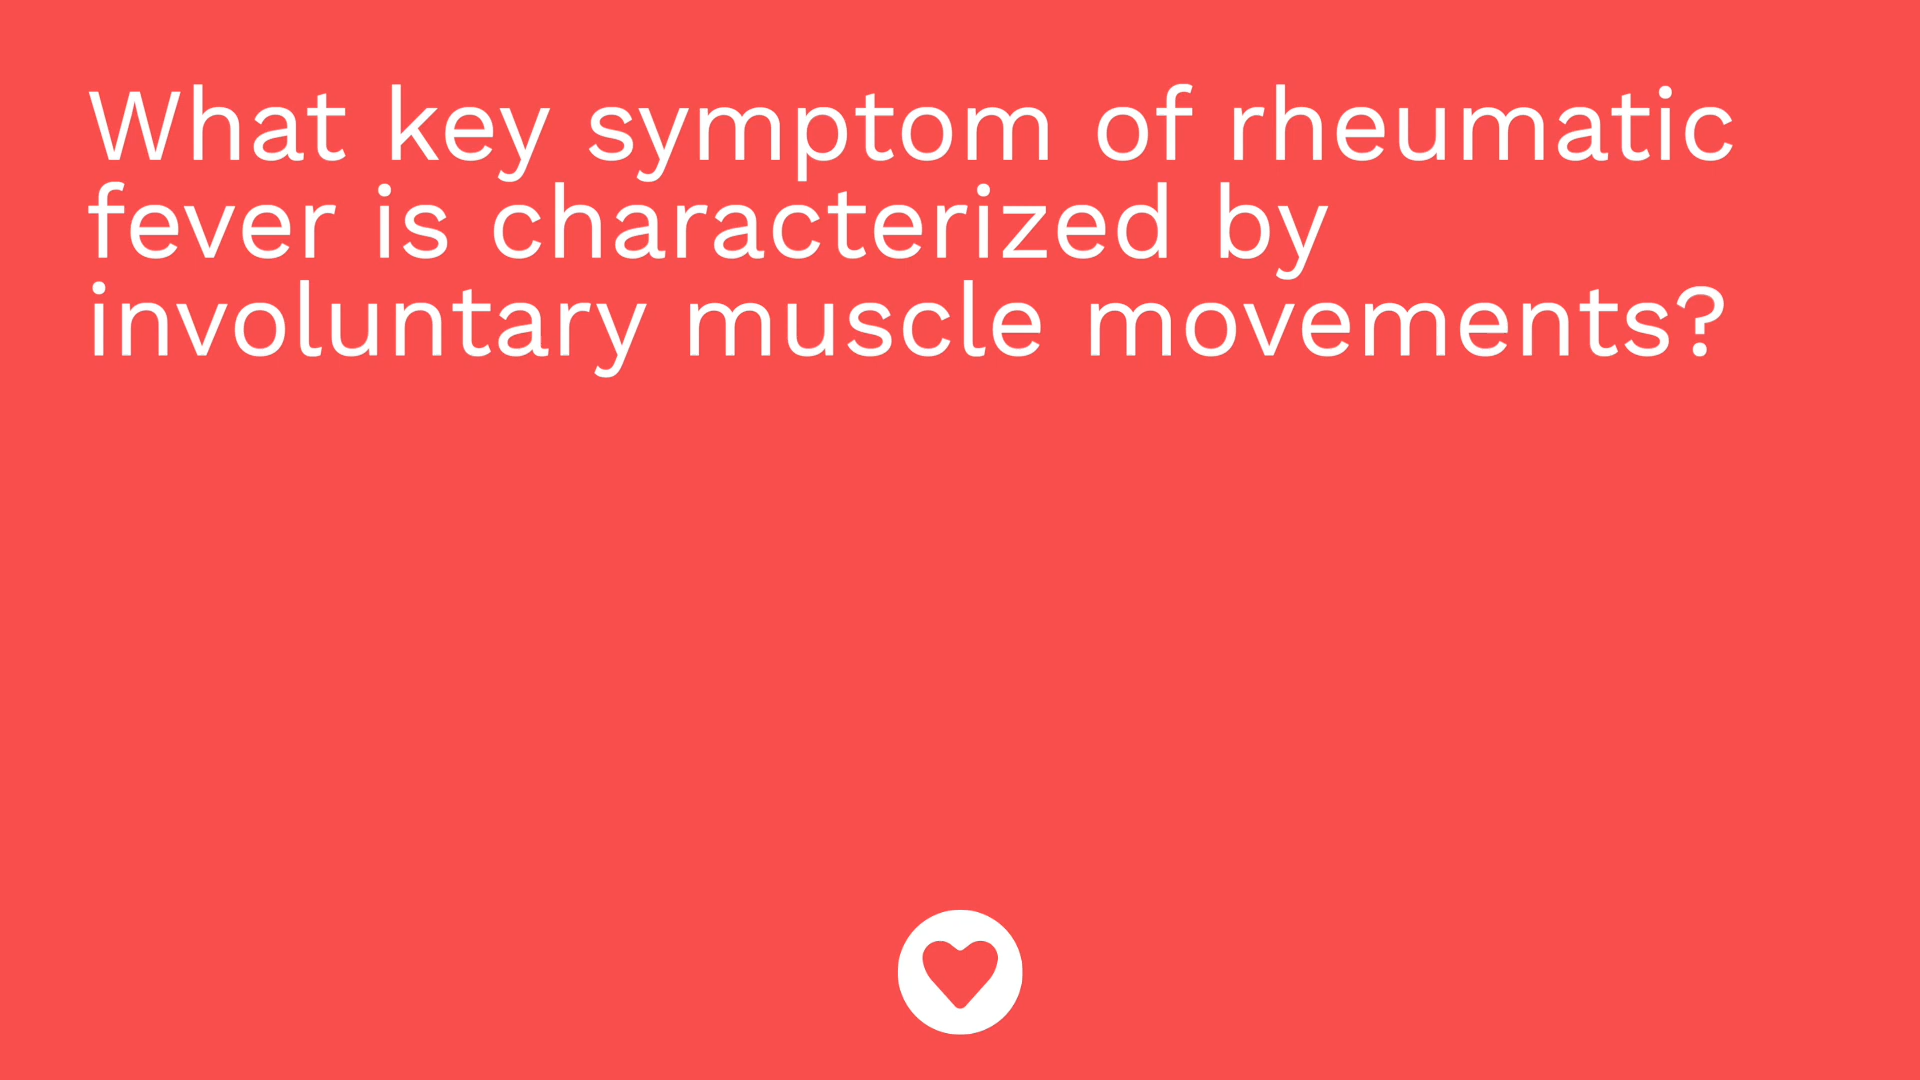 What key symptom of rheumatic
fever is characterized by
involuntary muscle movements?